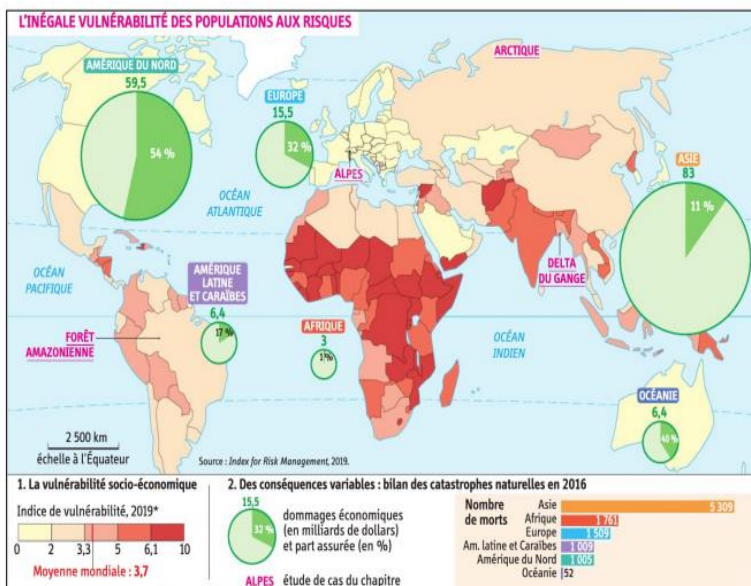 L'INÉGALE VULNÉRABILITÉ DES POPULATIONS AUX RISQUES
ARCTIQUE
AMÉRIQUE DU NORD
59,5
54 %
EUROPE
15,5
32 %
ALPES
ASIE
83
11 %
OCÉAN
ATLANTIQUE
OCÉAN
PACIFIQUE
DELTA
DU GANGE
AMÉRIQUE
LATINE
ET CARAÏBES
6,4
17 %
AFRIQUE
3
1 %
OCÉAN
INDIEN
FORÊT
AMAZONIENNE
OCÉANIE
6,4
40 %
2 500 km
échelle à l'Équateur
Source : Index for Risk Management, 2019.
1. La vulnérabilité socio-économique
Indice de vulnérabilité, 2019*
0 2 3,3 5 6,1 10
Moyenne mondiale : 3,7
2. Des conséquences variables : bilan des catastrophes naturelles en 2016
15,5
32 %
dommages économiques
(en milliards de dollars)
et part assurée (en %)
ALPES étude de cas du chapitre
Nombre
de morts
Asie 5 309
Afrique 1 761
Europe 1 509
Am. latine et Caraïbes 1 009
Amérique du Nord 1 005
Océanie 52